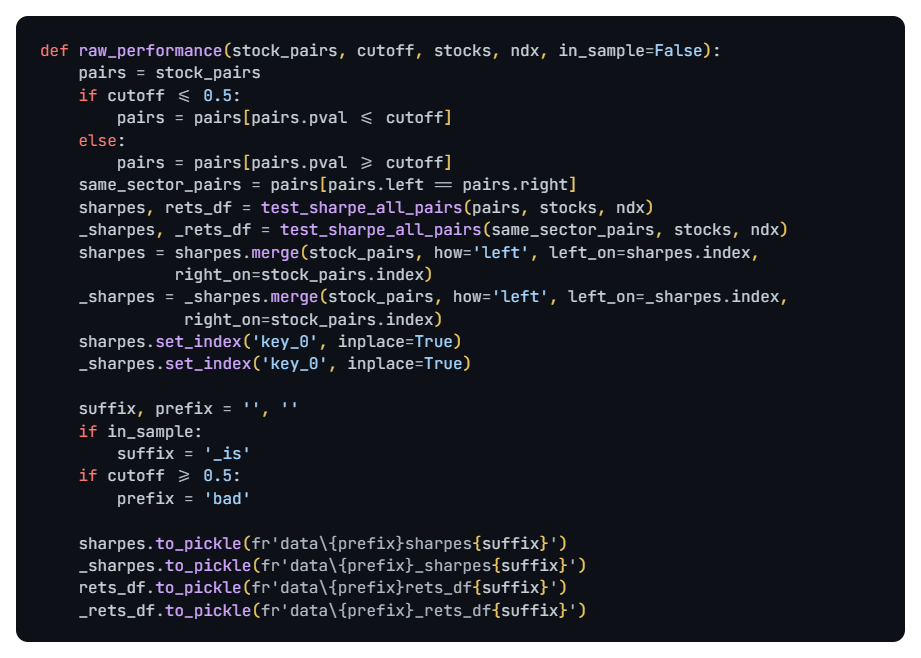 def raw_performance(stock_pairs, cutoff, stocks, ndx, in_sample=False):
    pairs = stock_pairs
    if cutoff <= 0.5:
        pairs = pairs[pairs.pval <= cutoff]
    else:
        pairs = pairs[pairs.pval >= cutoff]
    same_sector_pairs = pairs[pairs.left == pairs.right]
    sharpes, rets_df = test_sharpe_all_pairs(pairs, stocks, ndx)
    _sharpes, _rets_df = test_sharpe_all_pairs(same_sector_pairs, stocks, ndx)
    sharpes = sharpes.merge(stock_pairs, how='left', left_on=sharpes.index,
              right_on=stock_pairs.index)
    _sharpes = _sharpes.merge(stock_pairs, how='left', left_on=_sharpes.index,
               right_on=stock_pairs.index)
    sharpes.set_index('key_0', inplace=True)
    _sharpes.set_index('key_0', inplace=True)

    suffix, prefix = '', ''
    if in_sample:
        suffix = '_is'
    if cutoff >= 0.5:
        prefix = 'bad'

    sharpes.to_pickle(fr'data\{prefix}sharpes{suffix}')
    _sharpes.to_pickle(fr'data\{prefix}_sharpes{suffix}')
    rets_df.to_pickle(fr'data\{prefix}rets_df{suffix}')
    _rets_df.to_pickle(fr'data\{prefix}_rets_df{suffix}')